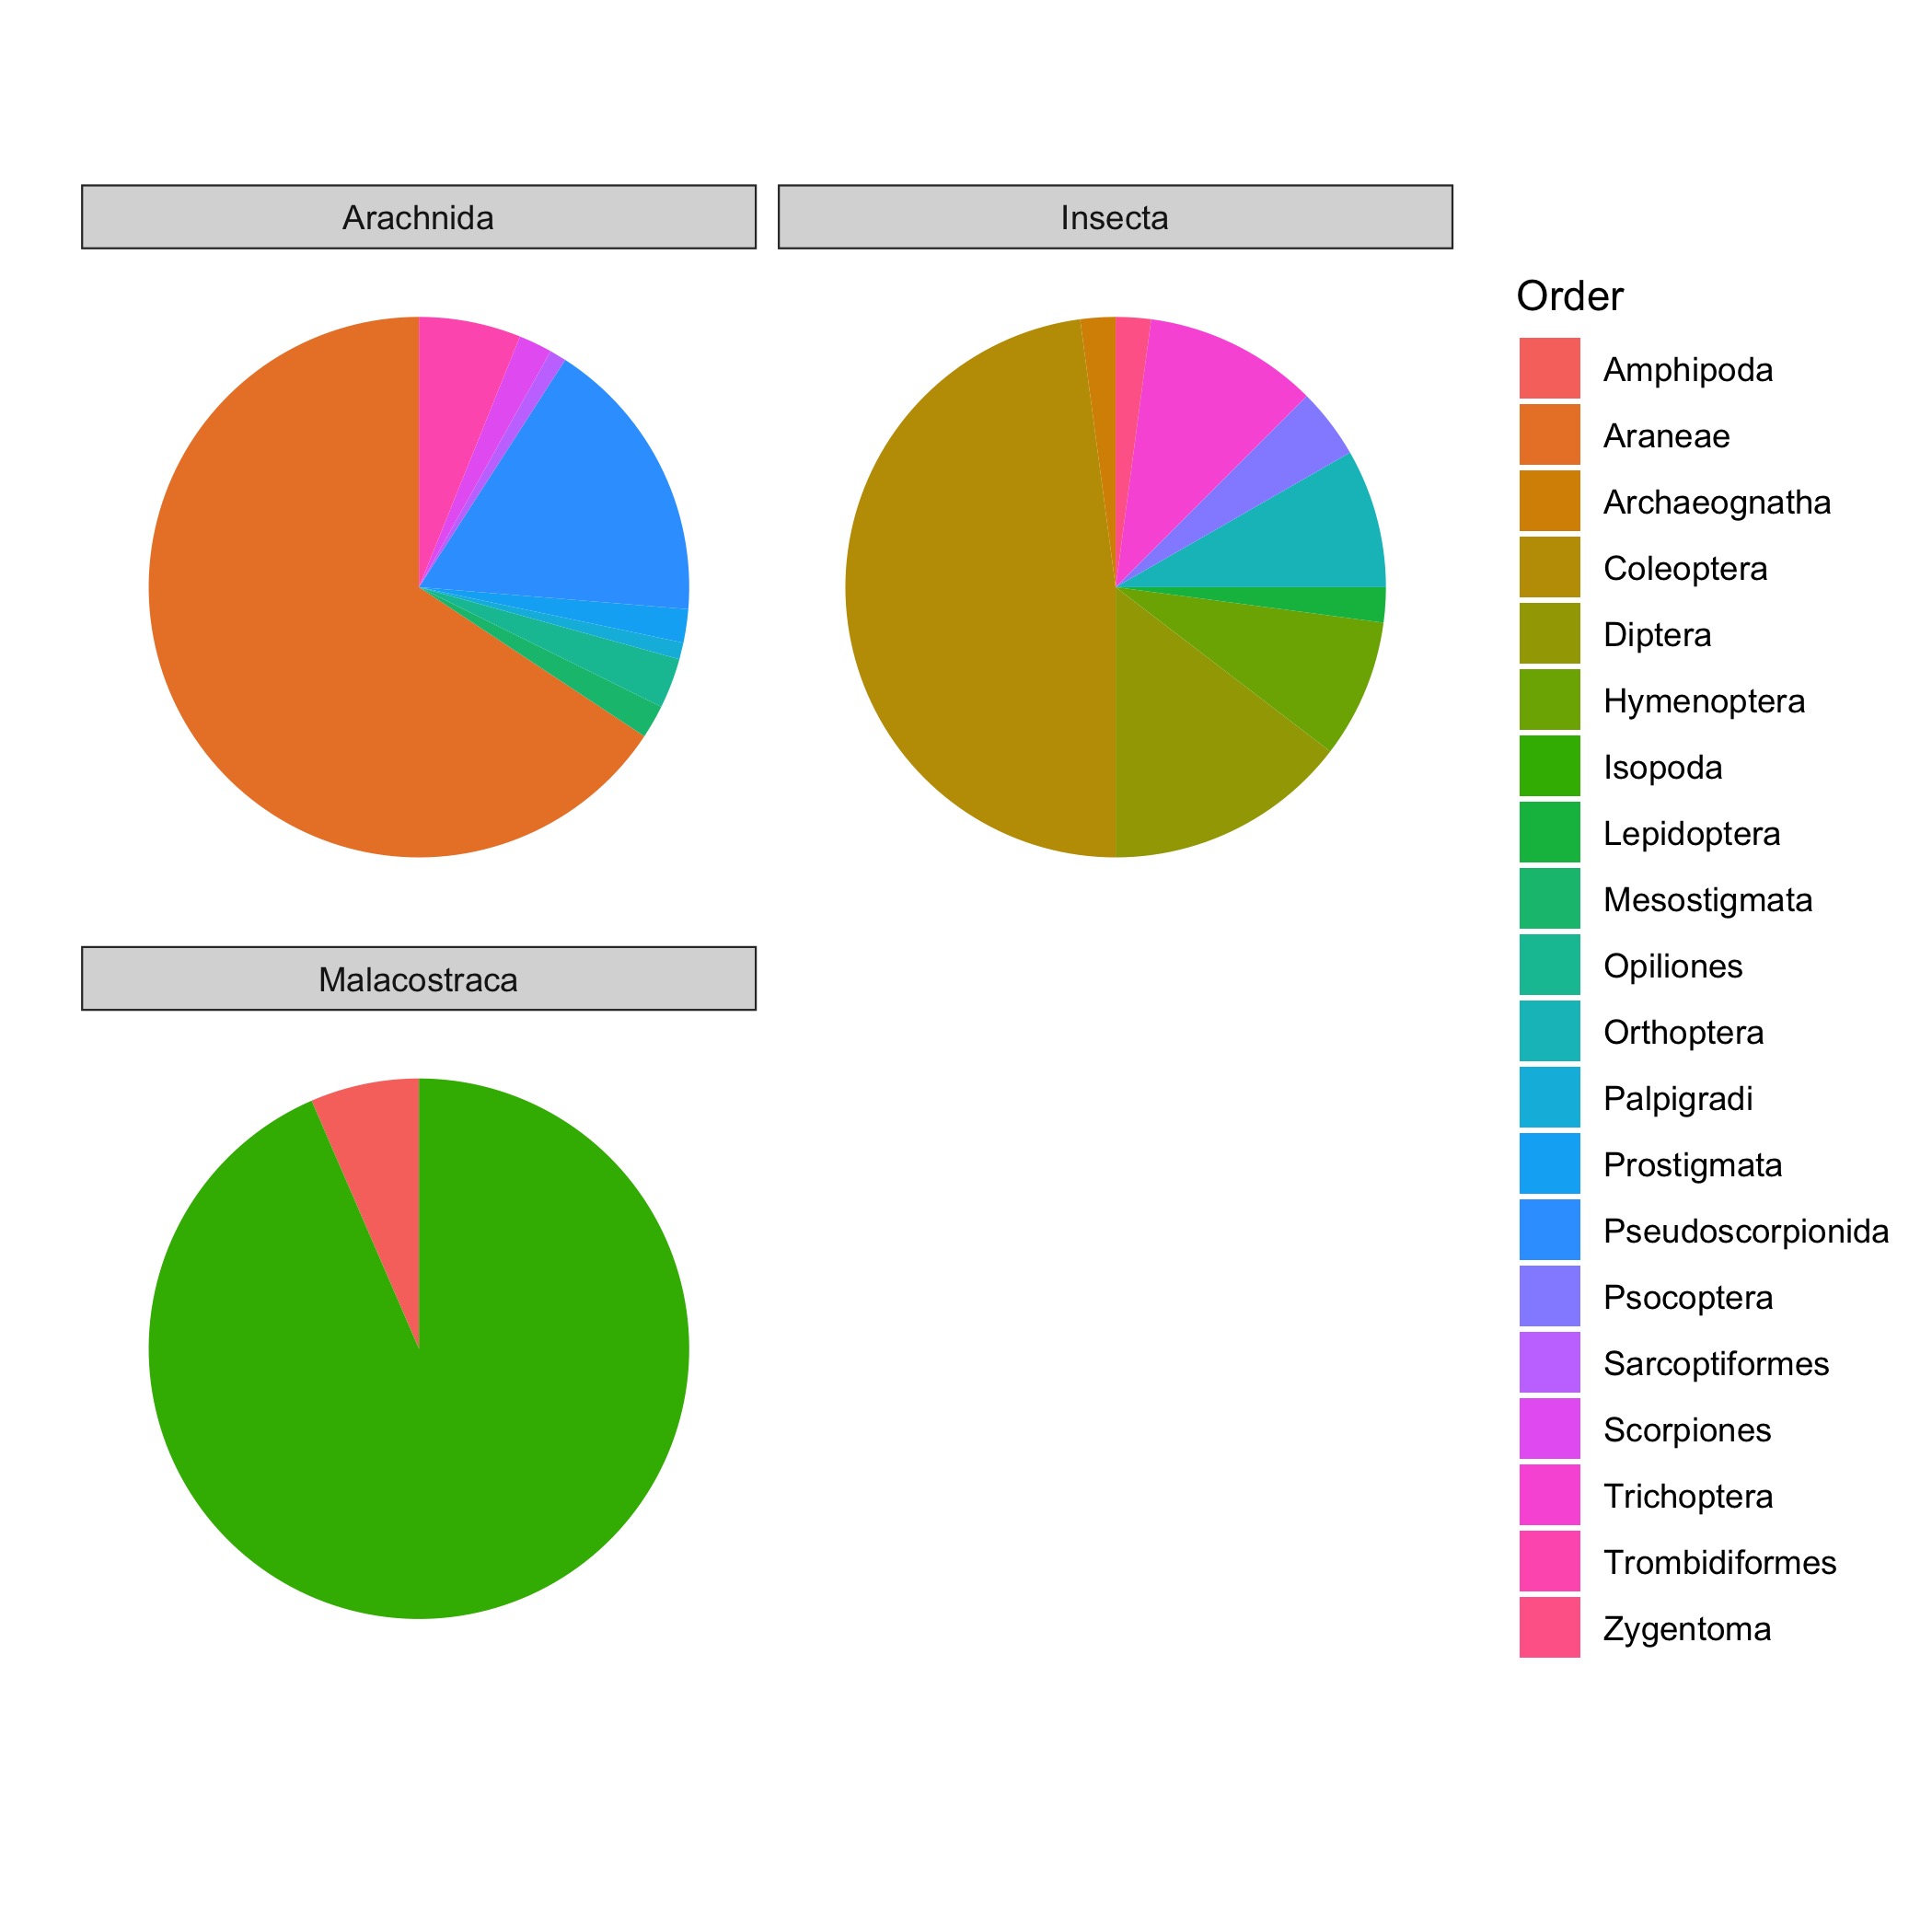 Arachnida
Insecta
Malacostraca
Order
Amphipoda
Araneae
Archaeognatha
Coleoptera
Diptera
Hymenoptera
Isopoda
Lepidoptera
Mesostigmata
Opiliones
Orthoptera
Palpigradi
Prostigmata
Pseudoscorpionida
Psocoptera
Sarcoptiformes
Scorpiones
Trichoptera
Trombidiformes
Zygentoma